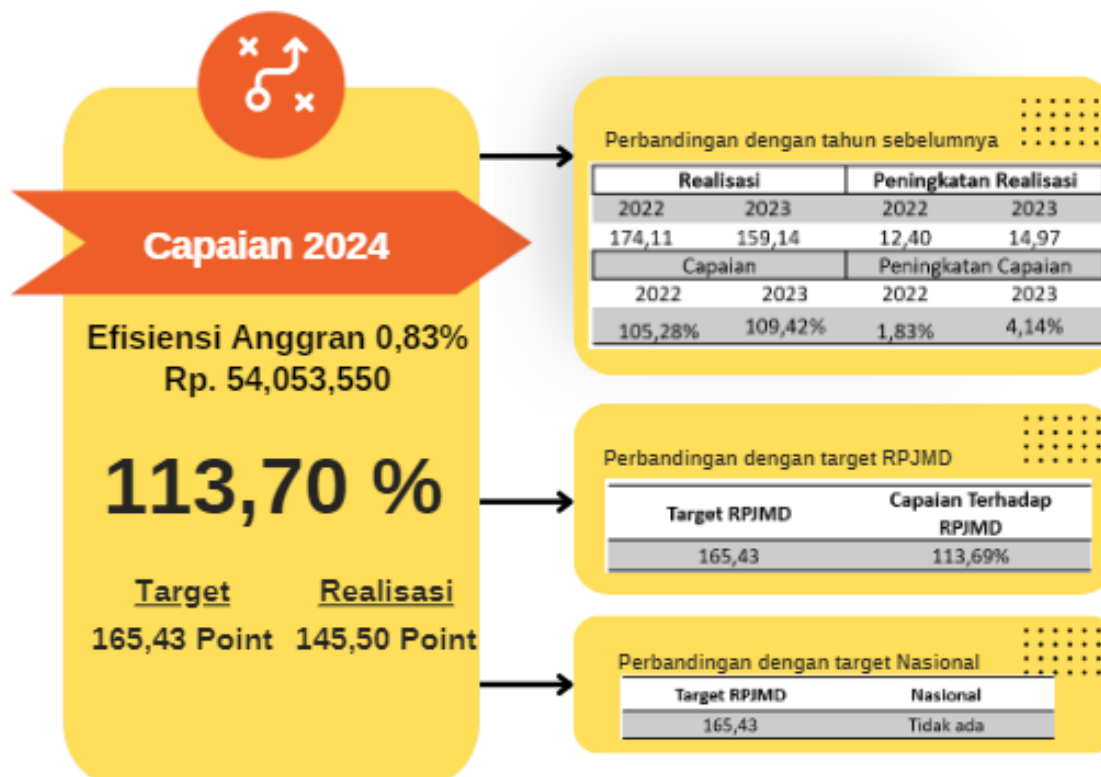 Capaian 2024
Efisiensi Anggran 0,83%
Rp. 54,053,550
113,70 %
Target Realisasi
165,43 Point 145,50 Point
Perbandingan dengan tahun sebelumnya
Realisasi Peningkatan Realisasi
2022 2023 2022 2023
174,11 159,14 12,40 14,97
Capaian Peningkatan Capaian
2022 2023 2022 2023
105,28% 109,42% 1,83% 4,14%
Perbandingan dengan target RPJMD
Target RPJMD Capaian Terhadap
RPJMD
165,43 113,69%
Perbandingan dengan target Nasional
Target RPJMD Nasional
165,43 Tidak ada